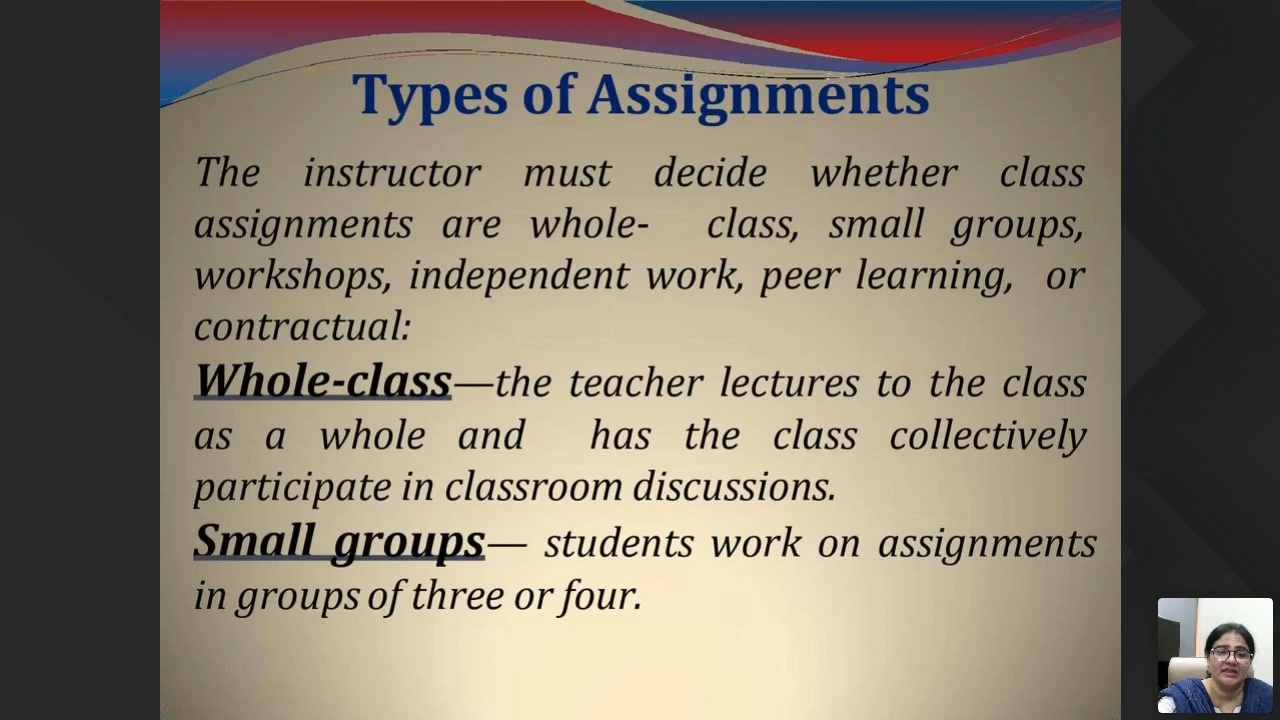 Types of Assignments
The instructor must decide whether class
assignments are whole- class, small groups,
workshops, independent work, peer learning, or
contractual:
Whole-class—the teacher lectures to the class
as a whole and has the class collectively
participate in classroom discussions.
Small groups— students work on assignments
in groups of three or four.